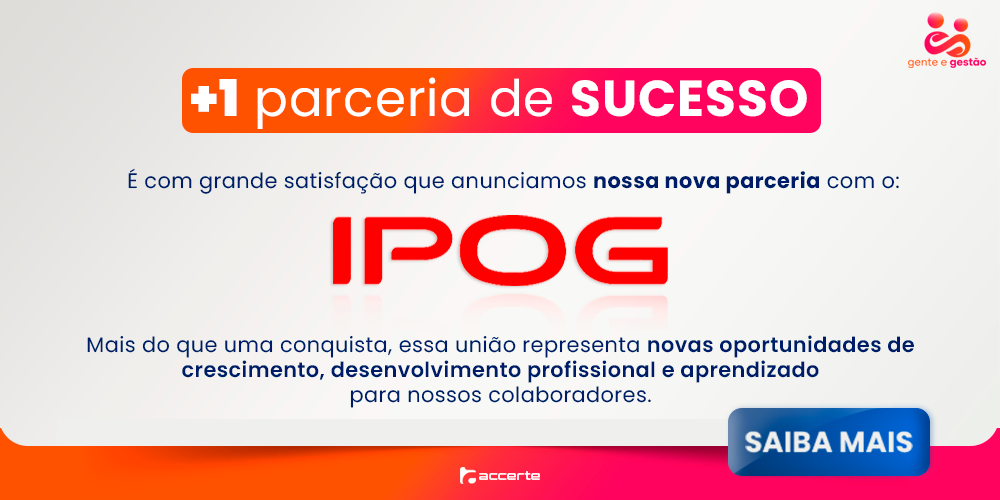 gente e gestão
+1 parceria de SUCESSO
É com grande satisfação que anunciamos nossa nova parceria com o:
IPOG
Mais do que uma conquista, essa união representa novas oportunidades de
crescimento, desenvolvimento profissional e aprendizado
para nossos colaboradores.
SAIBA MAIS
accerte